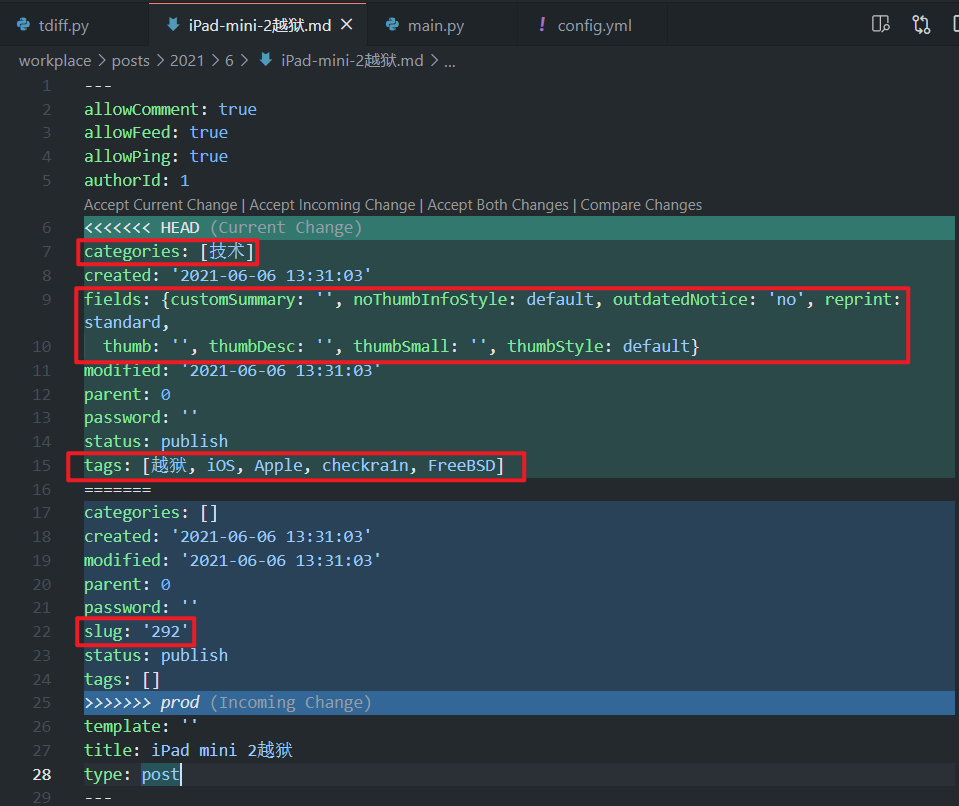 tdiff.py
iPad-mini-2越狱.md
main.py
! config.yml
workplace > posts > 2021 > 6 > iPad-mini-2越狱.md > ...
1 ---
2 allowComment: true
3 allowFeed: true
4 allowPing: true
5 authorId: 1
Accept Current Change | Accept Incoming Change | Accept Both Changes | Compare Changes
6 <<<<<<< HEAD (Current Change)
7 categories: [技术]
8 created: '2021-06-06 13:31:03'
9 fields: {customSummary: '', noThumbInfoStyle: default, outdatedNotice: 'no', reprint:
standard,
10 thumb: '', thumbDesc: '', thumbSmall: '', thumbStyle: default}
11 modified: '2021-06-06 13:31:03'
12 parent: 0
13 password: ''
14 status: publish
15 tags: [越狱, iOS, Apple, checkra1n, FreeBSD]
16 =======
17 categories: []
18 created: '2021-06-06 13:31:03'
19 modified: '2021-06-06 13:31:03'
20 parent: 0
21 password: ''
22 slug: '292'
23 status: publish
24 tags: []
25 >>>>>>> prod (Incoming Change)
26 template: ''
27 title: iPad mini 2越狱
28 type: post
29 ---